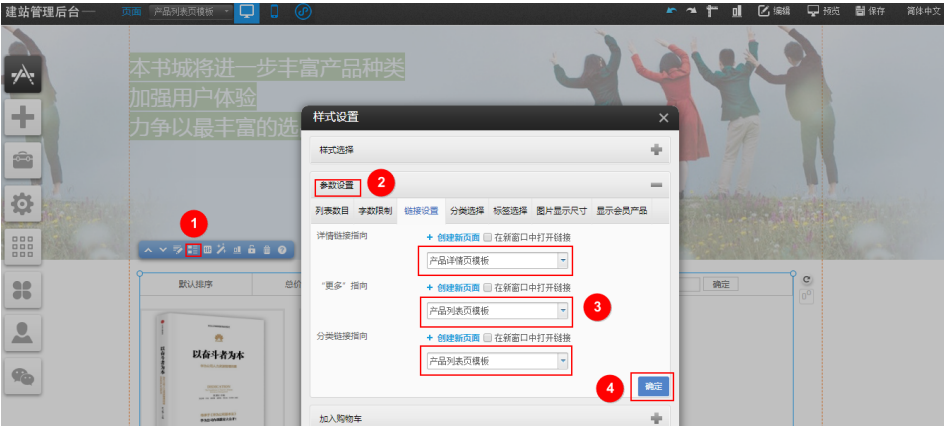 建站管理后台 页面 产品列表页模板 编辑 预览 保存 简体中文
本书城将进一步丰富产品种类
加强用户体验
力争以最丰富的选
样式设置
样式选择
参数设置 2
列表数目 字数限制 链接设置 分类选择 标签选择 图片显示尺寸 显示会员产品
1
详情链接指向 + 创建新页面 在新窗口中打开链接
产品详情页模板
"更多"指向 + 创建新页面 在新窗口中打开链接
产品列表页模板 3
分类链接指向 + 创建新页面 在新窗口中打开链接
产品列表页模板
4 确定
加入购物车
默认排序 总价 确定
以奋斗者为本